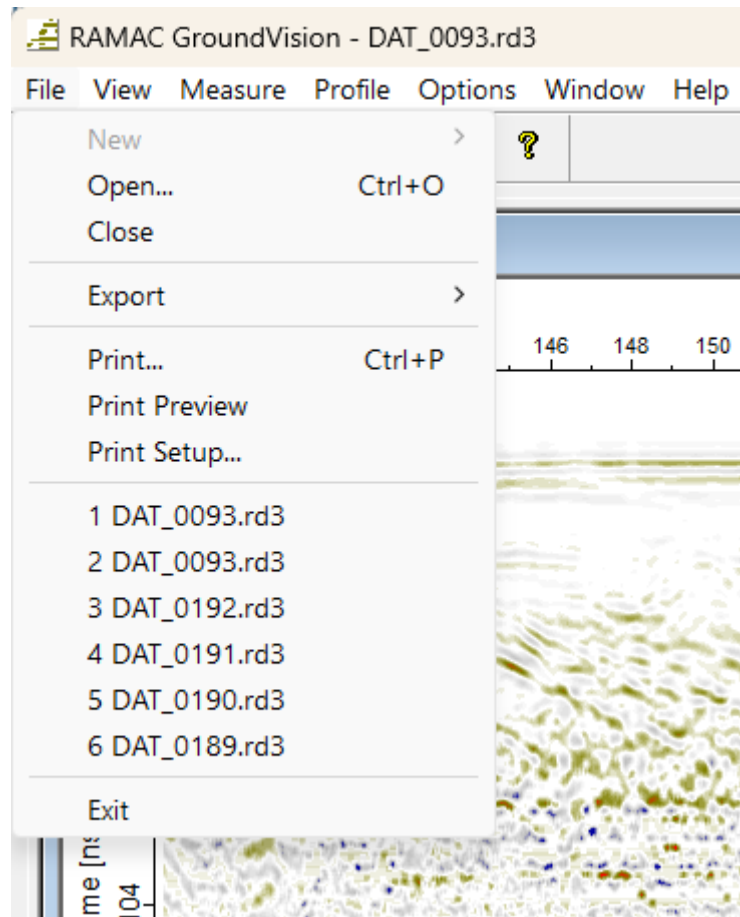 RAMAC GroundVision - DAT_0093.rd3
File View Measure Profile Options Window Help
New
Open... Ctrl+O
Close
Export
Print... Ctrl+P
Print Preview
Print Setup...
1 DAT_0093.rd3
2 DAT_0093.rd3
3 DAT_0192.rd3
4 DAT_0191.rd3
5 DAT_0190.rd3
6 DAT_0189.rd3
Exit
146 148 150
104